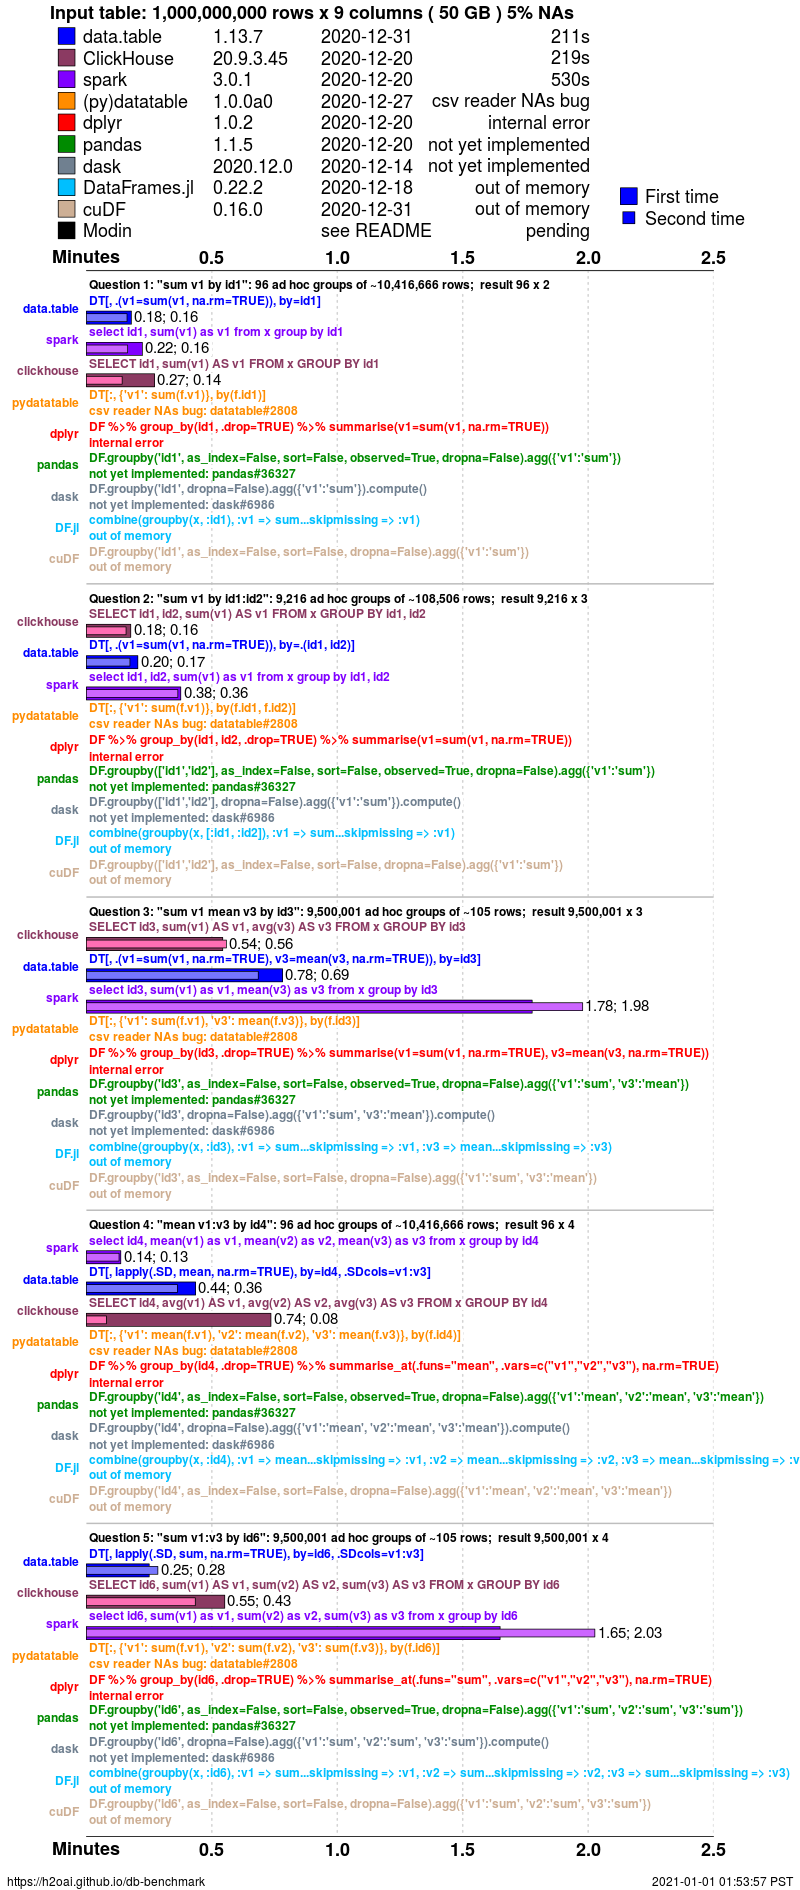 Input table: 1,000,000,000 rows x 9 columns ( 50 GB ) 5% NAs
data.table 1.13.7 2020-12-31 211s
ClickHouse 20.9.3.45 2020-12-20 219s
spark 3.0.1 2020-12-20 530s
(py)datatable 1.0.0a0 2020-12-27 csv reader NAs bug
dplyr 1.0.2 2020-12-20 internal error
pandas 1.1.5 2020-12-20 not yet implemented
dask 2020.12.0 2020-12-14 not yet implemented
DataFrames.jl 0.22.2 2020-12-18 out of memory
cuDF 0.16.0 2020-12-31 out of memory
Modin see README pending
First time
Second time
Minutes 0.5 1.0 1.5 2.0 2.5
Question 1: "sum v1 by id1": 96 ad hoc groups of ~10,416,666 rows; result 96 x 2
data.table DT[, .(v1=sum(v1, na.rm=TRUE)), by=id1]
0.18; 0.16
spark select id1, sum(v1) as v1 from x group by id1
0.22; 0.16
clickhouse SELECT id1, sum(v1) AS v1 FROM x GROUP BY id1
0.27; 0.14
pydatatable DT[:, {'v1': sum(f.v1)}, by(f.id1)]
csv reader NAs bug: datatable#2808
dplyr DF %>% group_by(id1, .drop=TRUE) %>% summarise(v1=sum(v1, na.rm=TRUE))
internal error
pandas DF.groupby('id1', as_index=False, sort=False, observed=True, dropna=False).agg({'v1':'sum'})
not yet implemented: pandas#36327
dask DF.groupby('id1', dropna=False).agg({'v1':'sum'}).compute()
not yet implemented: dask#6986
DF.jl combine(groupby(x, :id1), :v1 => sum...skipmissing => :v1)
out of memory
cuDF DF.groupby('id1', as_index=False, sort=False, dropna=False).agg({'v1':'sum'})
out of memory
Question 2: "sum v1 by id1:id2": 9,216 ad hoc groups of ~108,506 rows; result 9,216 x 3
clickhouse SELECT id1, id2, sum(v1) AS v1 FROM x GROUP BY id1, id2
0.18; 0.16
data.table DT[, .(v1=sum(v1, na.rm=TRUE)), by=.(id1, id2)]
0.20; 0.17
spark select id1, id2, sum(v1) as v1 from x group by id1, id2
0.38; 0.36
pydatatable DT[:, {'v1': sum(f.v1)}, by(f.id1, f.id2)]
csv reader NAs bug: datatable#2808
dplyr DF %>% group_by(id1, id2, .drop=TRUE) %>% summarise(v1=sum(v1, na.rm=TRUE))
internal error
pandas DF.groupby(['id1','id2'], as_index=False, sort=False, observed=True, dropna=False).agg({'v1':'sum'})
not yet implemented: pandas#36327
dask DF.groupby(['id1','id2'], dropna=False).agg({'v1':'sum'}).compute()
not yet implemented: dask#6986
DF.jl combine(groupby(x, [:id1, :id2]), :v1 => sum...skipmissing => :v1)
out of memory
cuDF DF.groupby(['id1','id2'], as_index=False, sort=False, dropna=False).agg({'v1':'sum'})
out of memory
Question 3: "sum v1 mean v3 by id3": 9,500,001 ad hoc groups of ~105 rows; result 9,500,001 x 3
clickhouse SELECT id3, sum(v1) AS v1, avg(v3) AS v3 FROM x GROUP BY id3
0.54; 0.56
data.table DT[, .(v1=sum(v1, na.rm=TRUE), v3=mean(v3, na.rm=TRUE)), by=id3]
0.78; 0.69
spark select id3, sum(v1) as v1, mean(v3) as v3 from x group by id3
1.78; 1.98
pydatatable DT[:, {'v1': sum(f.v1), 'v3': mean(f.v3)}, by(f.id3)]
csv reader NAs bug: datatable#2808
dplyr DF %>% group_by(id3, .drop=TRUE) %>% summarise(v1=sum(v1, na.rm=TRUE), v3=mean(v3, na.rm=TRUE))
internal error
pandas DF.groupby('id3', as_index=False, sort=False, observed=True, dropna=False).agg({'v1':'sum', 'v3':'mean'})
not yet implemented: pandas#36327
dask DF.groupby('id3', dropna=False).agg({'v1':'sum', 'v3':'mean'}).compute()
not yet implemented: dask#6986
DF.jl combine(groupby(x, :id3), :v1 => sum...skipmissing => :v1, :v3 => mean...skipmissing => :v3)
out of memory
cuDF DF.groupby('id3', as_index=False, sort=False, dropna=False).agg({'v1':'sum', 'v3':'mean'})
out of memory
Question 4: "mean v1:v3 by id4": 96 ad hoc groups of ~10,416,666 rows; result 96 x 4
spark select id4, mean(v1) as v1, mean(v2) as v2, mean(v3) as v3 from x group by id4
0.14; 0.13
data.table DT[, lapply(.SD, mean, na.rm=TRUE), by=id4, .SDcols=v1:v3]
0.44; 0.36
clickhouse SELECT id4, avg(v1) AS v1, avg(v2) AS v2, avg(v3) AS v3 FROM x GROUP BY id4
0.74; 0.08
pydatatable DT[:, {'v1': mean(f.v1), 'v2': mean(f.v2), 'v3': mean(f.v3)}, by(f.id4)]
csv reader NAs bug: datatable#2808
dplyr DF %>% group_by(id4, .drop=TRUE) %>% summarise_at(.funs="mean", .vars=c("v1","v2","v3"), na.rm=TRUE)
internal error
pandas DF.groupby('id4', as_index=False, sort=False, observed=True, dropna=False).agg({'v1':'mean', 'v2':'mean', 'v3':'mean'})
not yet implemented: pandas#36327
dask DF.groupby('id4', dropna=False).agg({'v1':'mean', 'v2':'mean', 'v3':'mean'}).compute()
not yet implemented: dask#6986
DF.jl combine(groupby(x, :id4), :v1 => mean...skipmissing => :v1, :v2 => mean...skipmissing => :v2, :v3 => mean...skipmissing => :v
out of memory
cuDF DF.groupby('id4', as_index=False, sort=False, dropna=False).agg({'v1':'mean', 'v2':'mean', 'v3':'mean'})
out of memory
Question 5: "sum v1:v3 by id6": 9,500,001 ad hoc groups of ~105 rows; result 9,500,001 x 4
data.table DT[, lapply(.SD, sum, na.rm=TRUE), by=id6, .SDcols=v1:v3]
0.25; 0.28
clickhouse SELECT id6, sum(v1) AS v1, sum(v2) AS v2, sum(v3) AS v3 FROM x GROUP BY id6
0.55; 0.43
spark select id6, sum(v1) as v1, sum(v2) as v2, sum(v3) as v3 from x group by id6
1.65; 2.03
pydatatable DT[:, {'v1': sum(f.v1), 'v2': sum(f.v2), 'v3': sum(f.v3)}, by(f.id6)]
csv reader NAs bug: datatable#2808
dplyr DF %>% group_by(id6, .drop=TRUE) %>% summarise_at(.funs="sum", .vars=c("v1","v2","v3"), na.rm=TRUE)
internal error
pandas DF.groupby('id6', as_index=False, sort=False, observed=True, dropna=False).agg({'v1':'sum', 'v2':'sum', 'v3':'sum'})
not yet implemented: pandas#36327
dask DF.groupby('id6', dropna=False).agg({'v1':'sum', 'v2':'sum', 'v3':'sum'}).compute()
not yet implemented: dask#6986
DF.jl combine(groupby(x, :id6), :v1 => sum...skipmissing => :v1, :v2 => sum...skipmissing => :v2, :v3 => sum...skipmissing => :v3)
out of memory
cuDF DF.groupby('id6', as_index=False, sort=False, dropna=False).agg({'v1':'sum', 'v2':'sum', 'v3':'sum'})
out of memory
Minutes 0.5 1.0 1.5 2.0 2.5
https://h2oai.github.io/db-benchmark 2021-01-01 01:53:57 PST